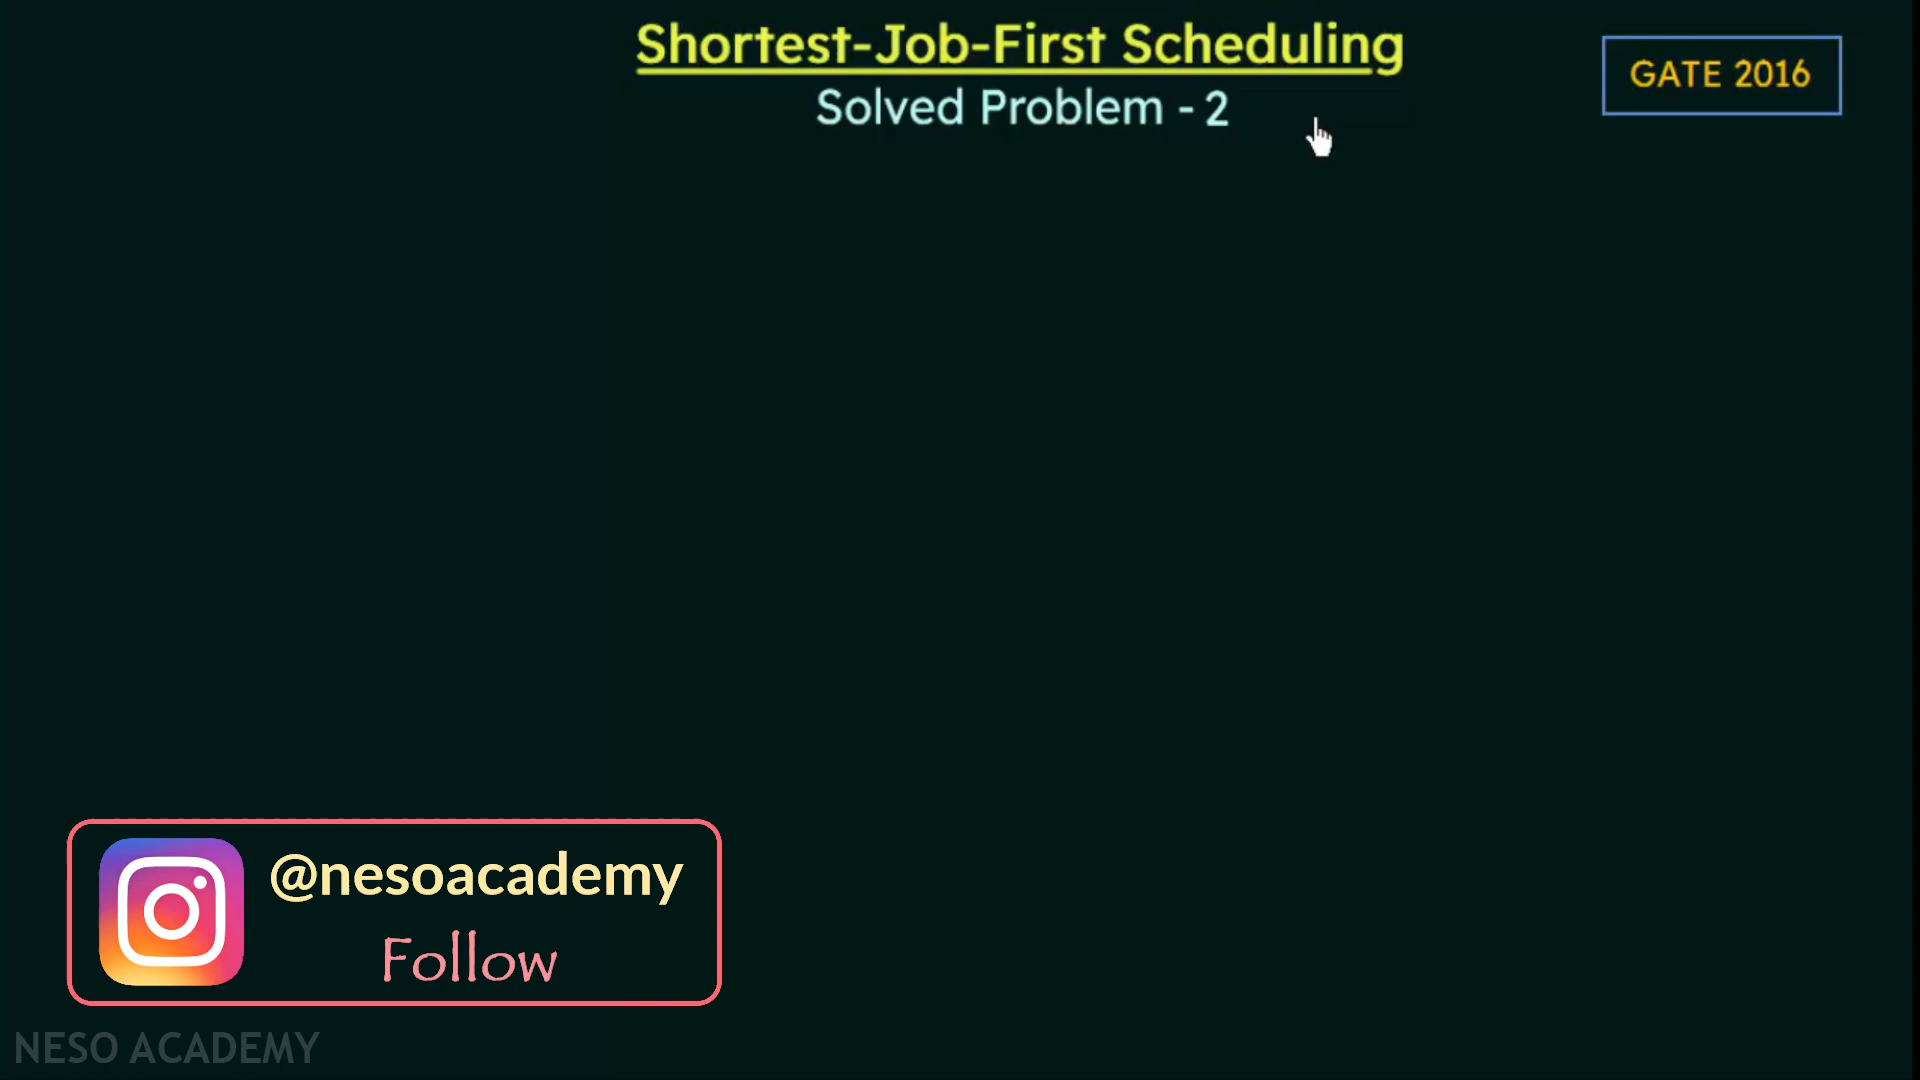 Shortest-Job-First Scheduling
Solved Problem - 2
GATE 2016
@nesoacademy
Follow
NESO ACADEMY